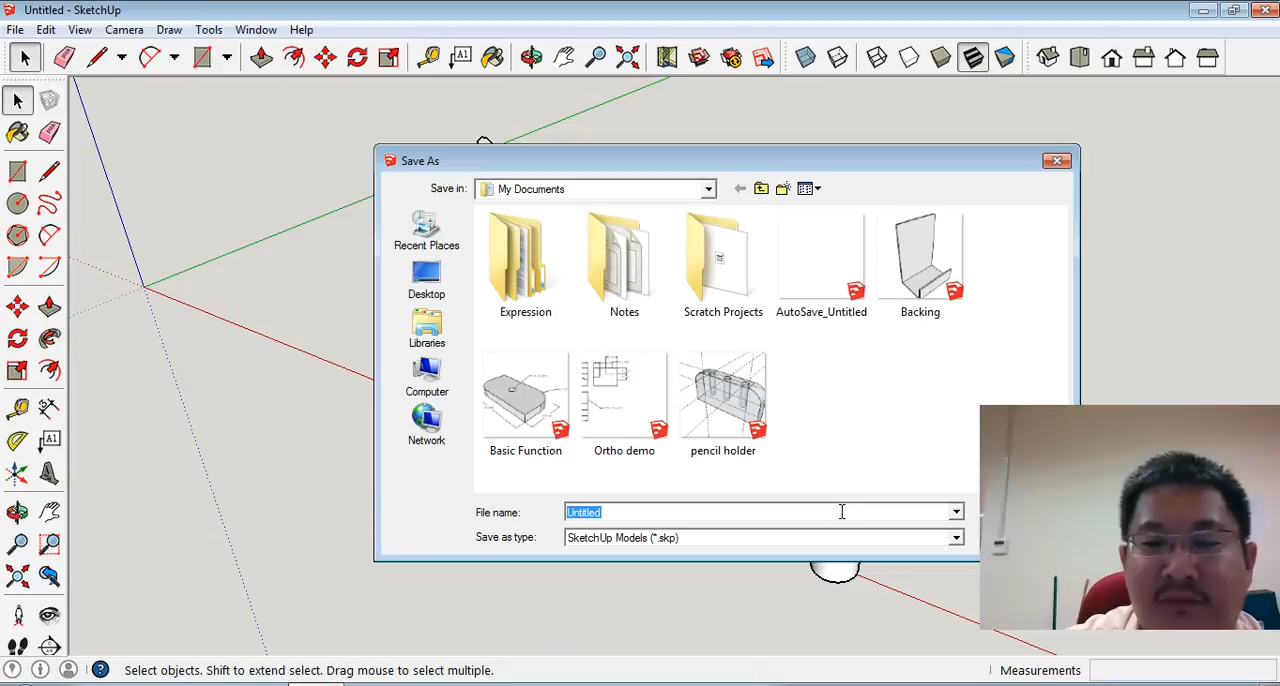 Untitled - SketchUp
File Edit View Camera Draw Tools Window Help
A1
Save As
Save in: My Documents
Recent Places
Desktop
Libraries
Computer
Network
Expression Notes Scratch Projects AutoSave_Untitled Backing
Basic Function Ortho demo pencil holder
File name: Untitled
Save as type: SketchUp Models (*.skp)
A1
Select objects. Shift to extend select. Drag mouse to select multiple. Measurements